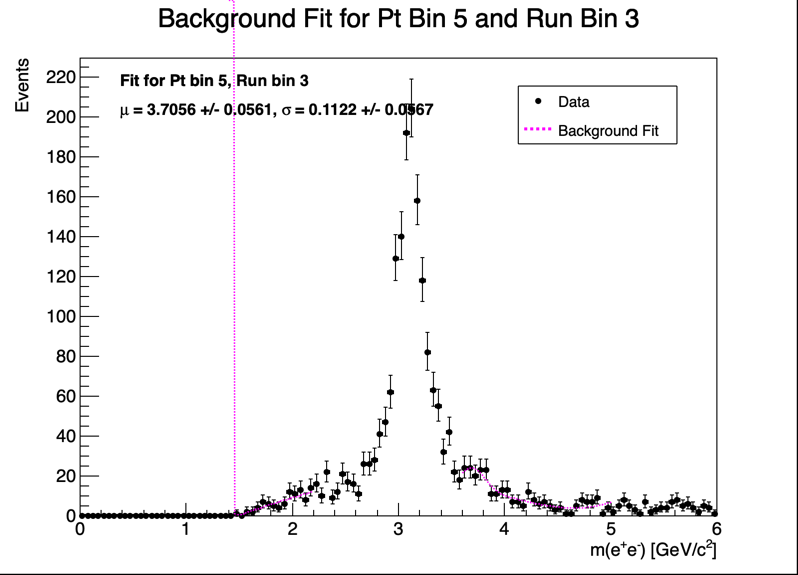 Background Fit for Pt Bin 5 and Run Bin 3
Events
Fit for Pt bin 5, Run bin 3
μ = 3.7056 +/- 0.0561, σ = 0.1122 +/- 0.0567
Data
Background Fit
220
200
180
160
140
120
100
80
60
40
20
0
0 1 2 3 4 5 6
m(e⁺e⁻) [GeV/c²]